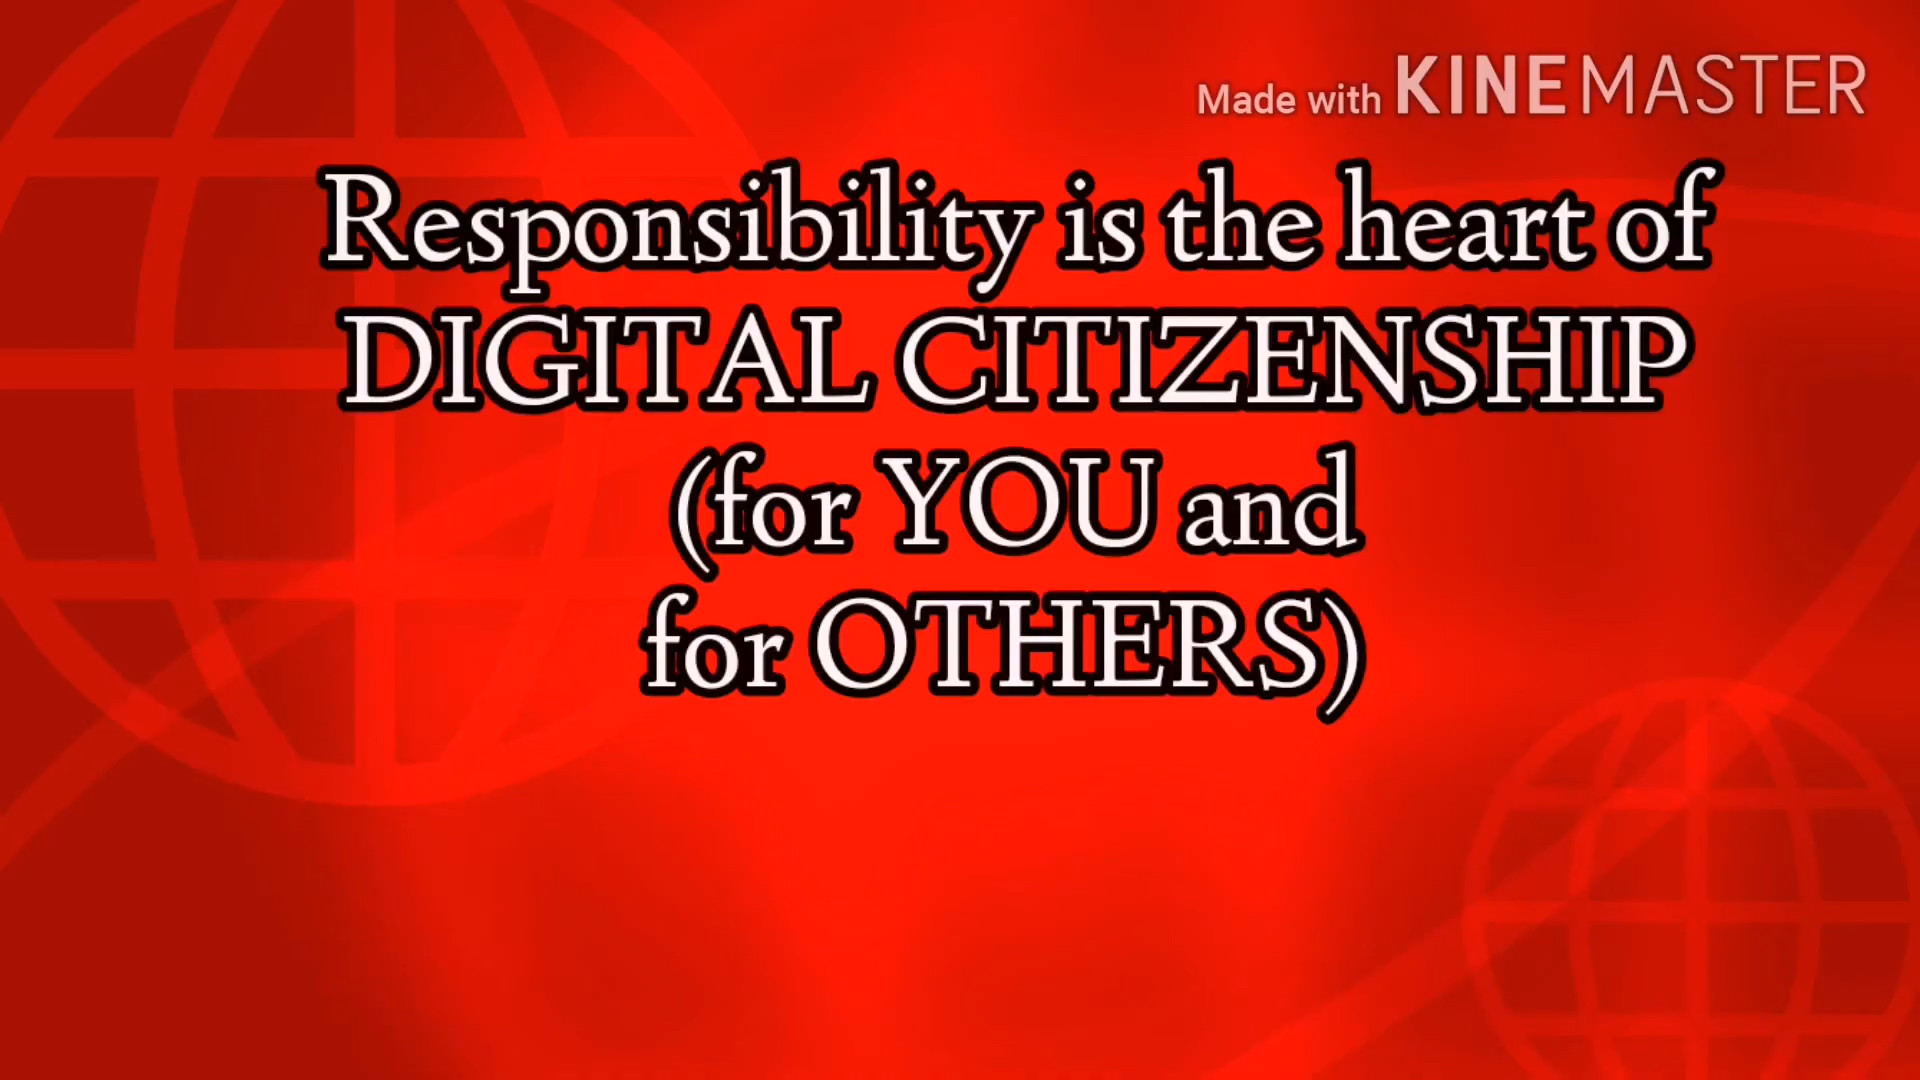 Made with KINEMASTER
Responsibility is the heart of
DIGITAL CITIZENSHIP
(for YOU and
for OTHERS)